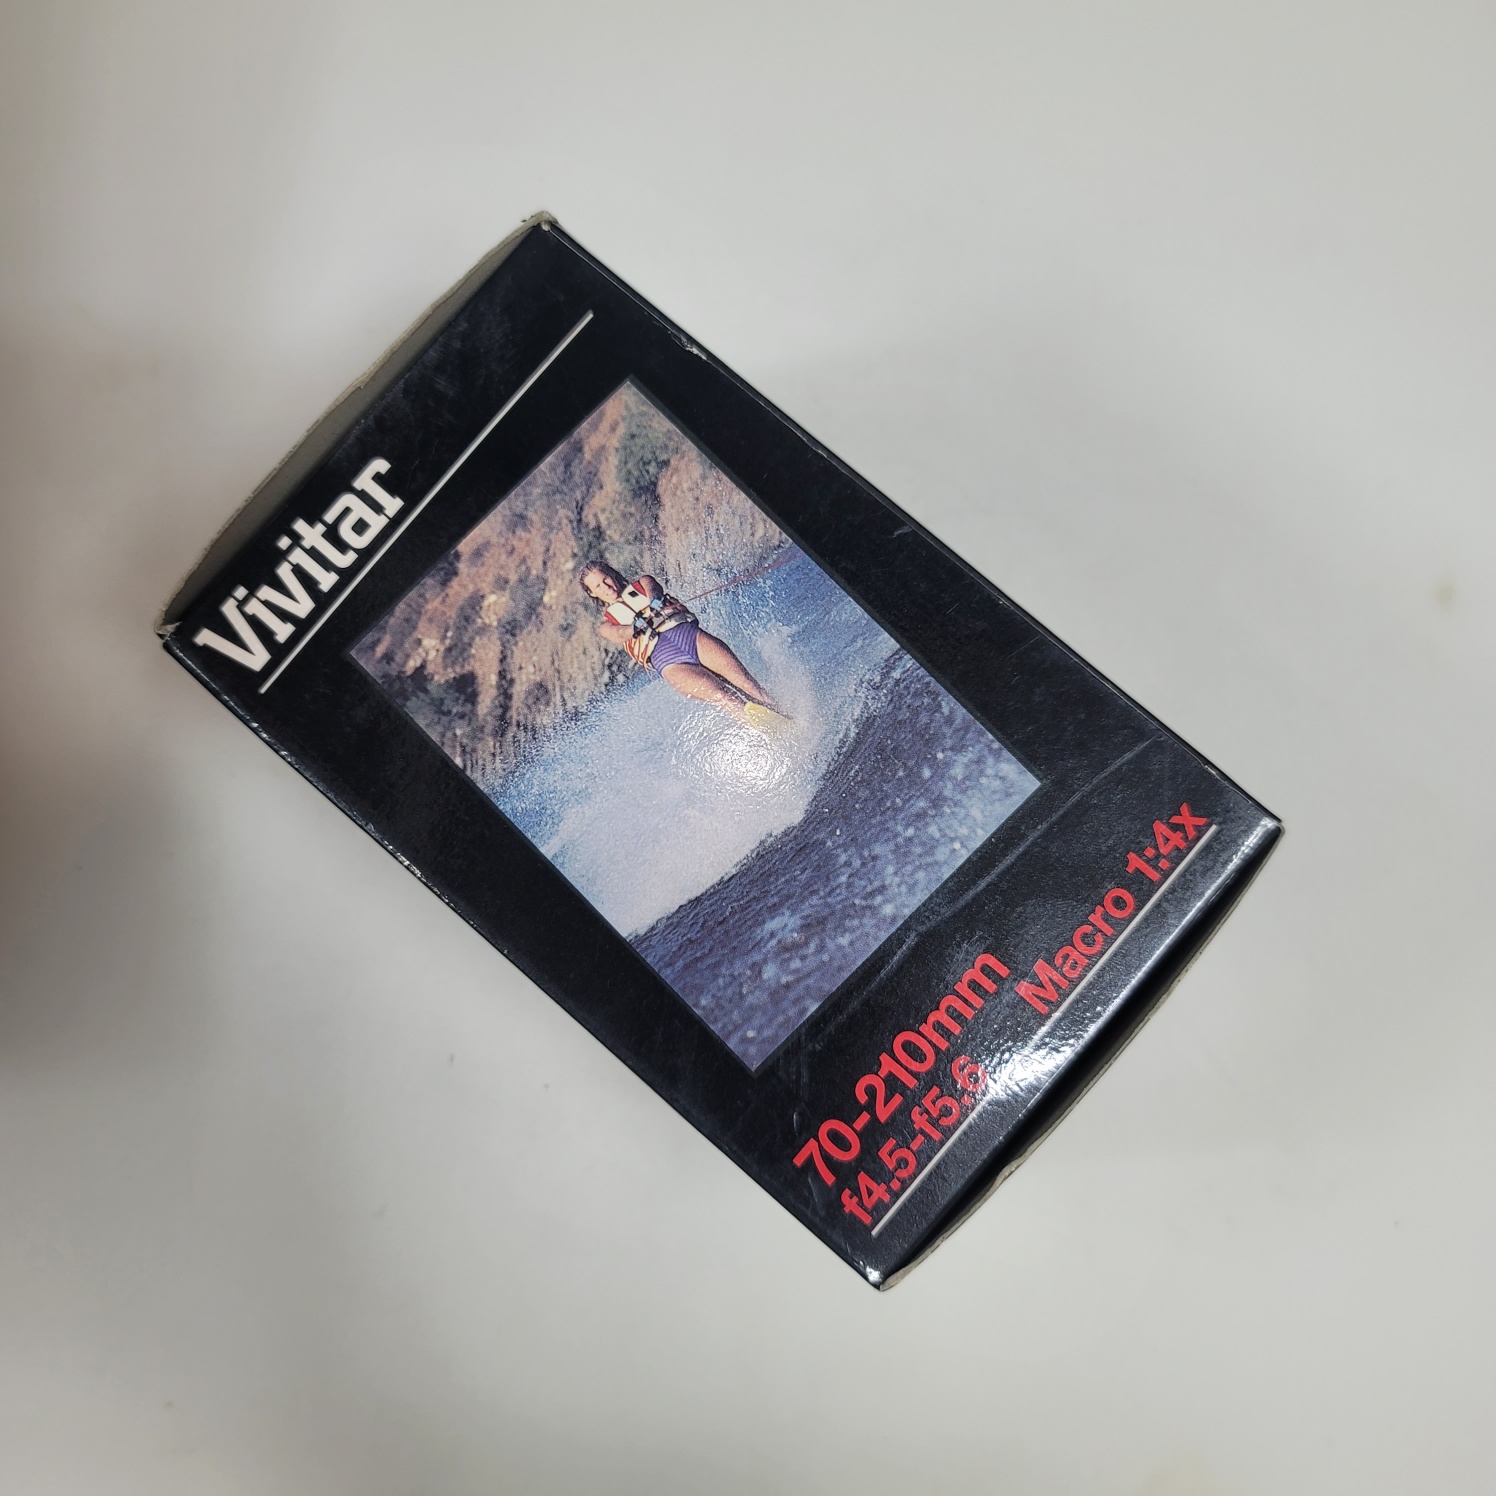 Vivitar
70-210mm
f4.5-f5.6
Macro 1:4x